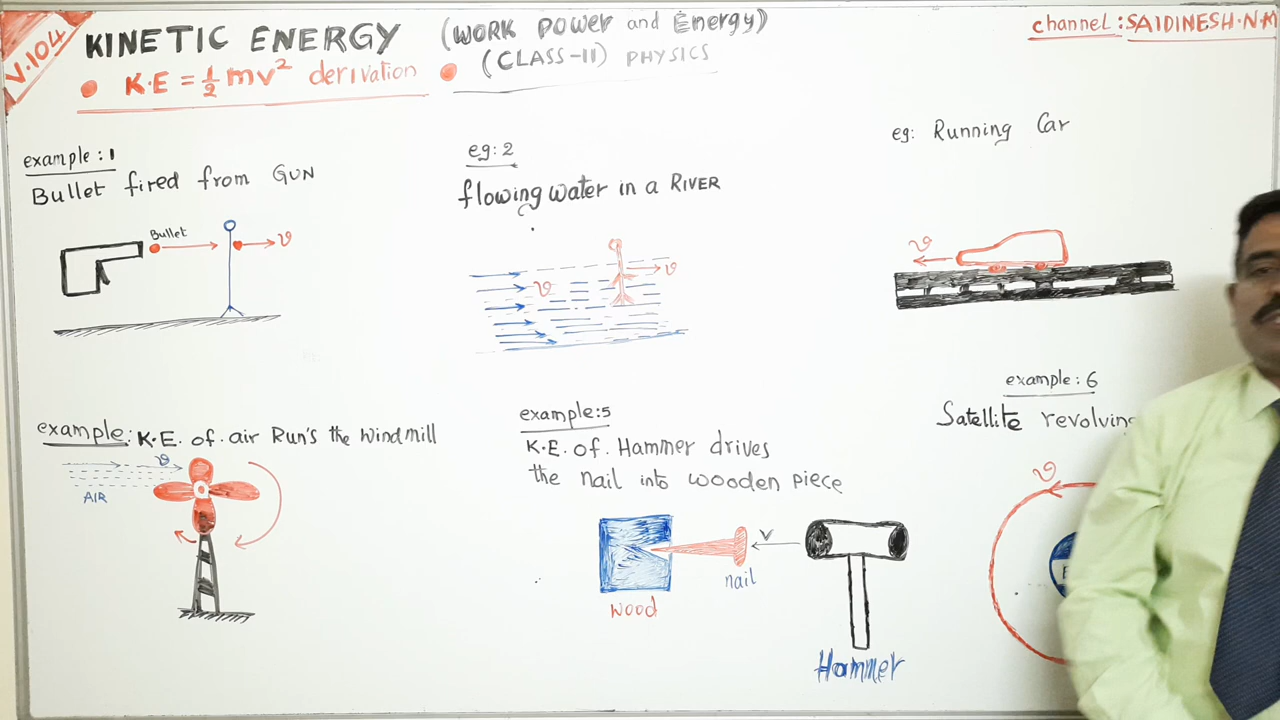 V.104
KINETIC ENERGY (WORK POWER and ENERGY)
K.E = ½mv² derivation
(CLASS-11) PHYSICS
channel: SAIDINESH.N.M
example: 1
Bullet fired from GUN
Bullet
v
eg: 2
flowing water in a RIVER
v
v
eg: Running Car
v
example: K.E. of. air Run's the windmill
v
AIR
example:5
K.E. of. Hammer drives
the nail into wooden piece
V
nail
wood
Hammer
example: 6
Satellite revolving
v
E